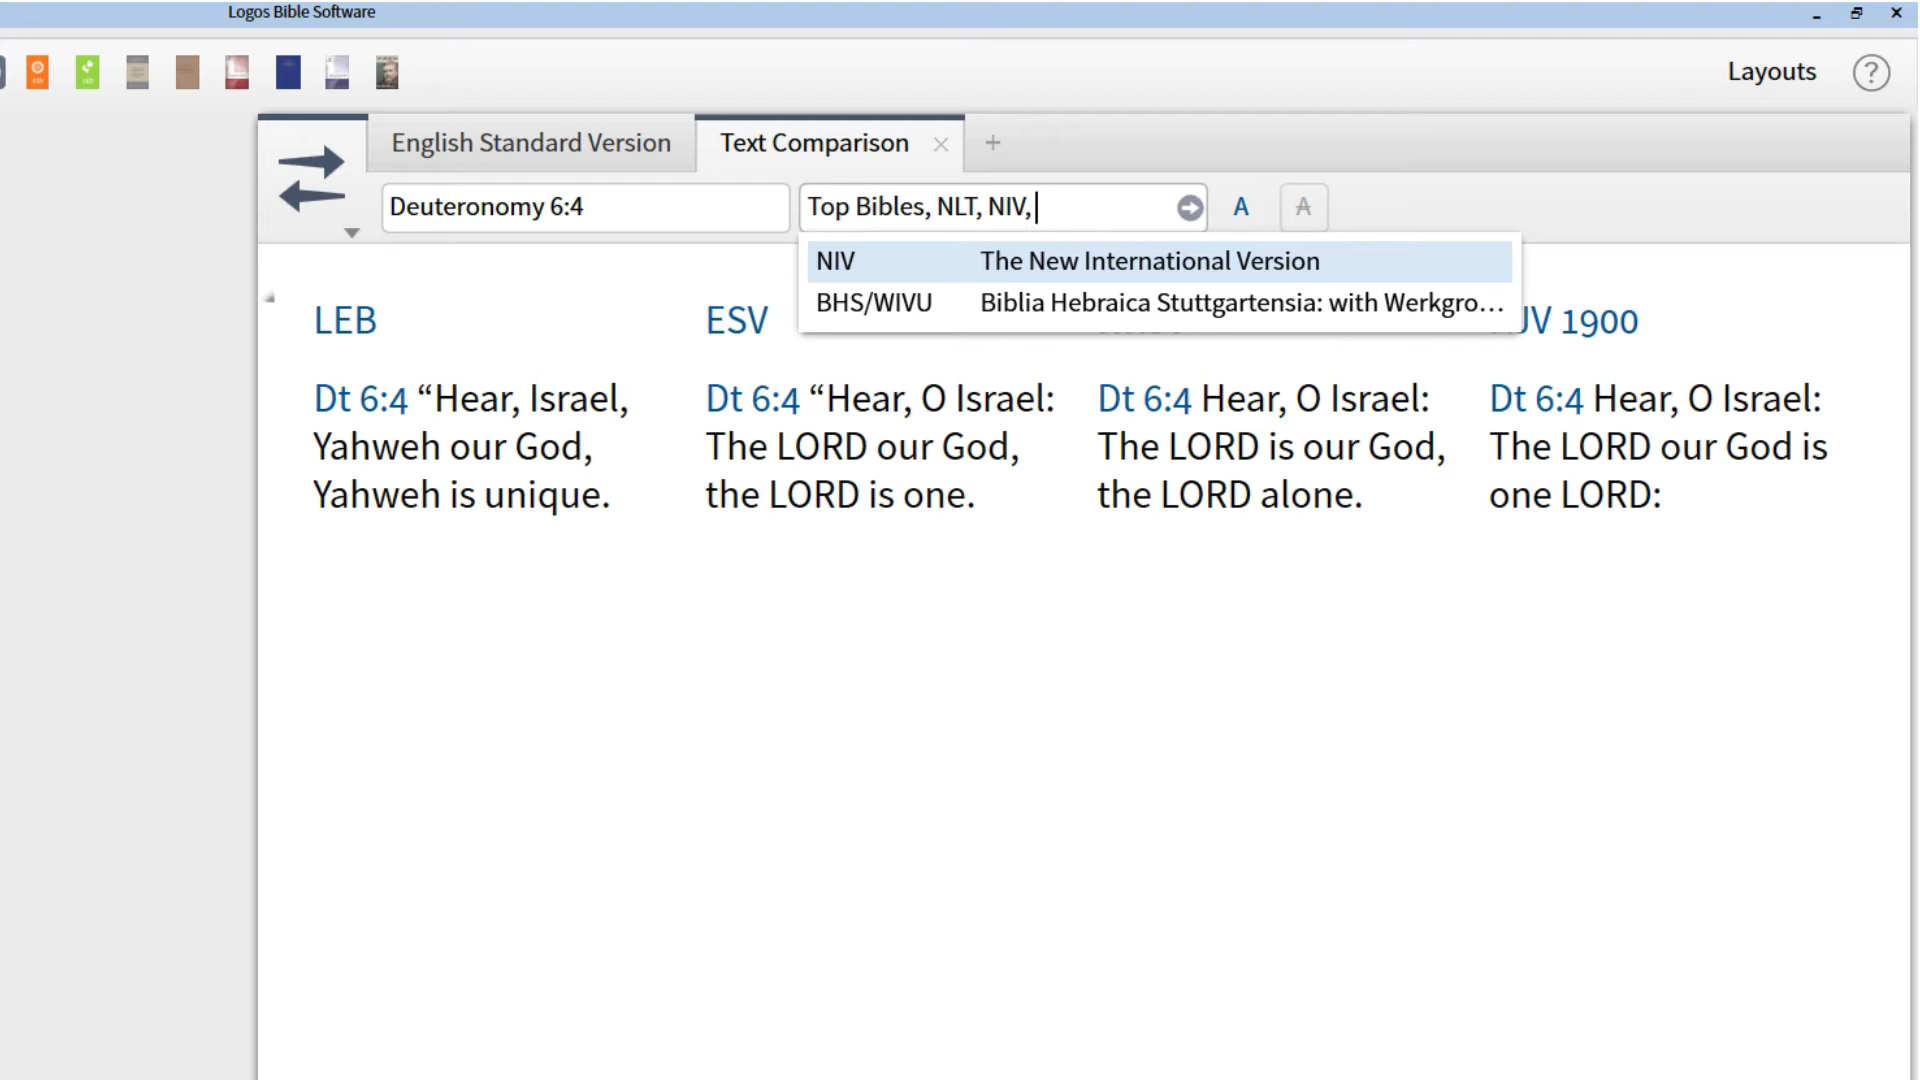 Logos Bible Software
Layouts
?
English Standard Version
Text Comparison
Deuteronomy 6:4
Top Bibles, NLT, NIV,
A
A
NIV The New International Version
BHS/WIVU Biblia Hebraica Stuttgartensia: with Werkgro…
LEB
ESV
JV 1900
Dt 6:4 “Hear, Israel,
Yahweh our God,
Yahweh is unique.
Dt 6:4 “Hear, O Israel:
The LORD our God,
the LORD is one.
Dt 6:4 Hear, O Israel:
The LORD is our God,
the LORD alone.
Dt 6:4 Hear, O Israel:
The LORD our God is
one LORD: